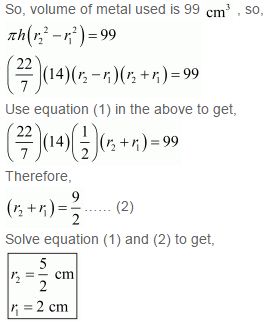 So, volume of metal used is 99 cm³ , so,
πh(r₂² − r₁²) = 99
(22/7)(14)(r₂ − r₁)(r₂ + r₁) = 99
Use equation (1) in the above to get,
(22/7)(14)(1/2)(r₂ + r₁) = 99
Therefore,
(r₂ + r₁) = 9/2 ...... (2)
Solve equation (1) and (2) to get,
r₂ = 5/2 cm
r₁ = 2 cm